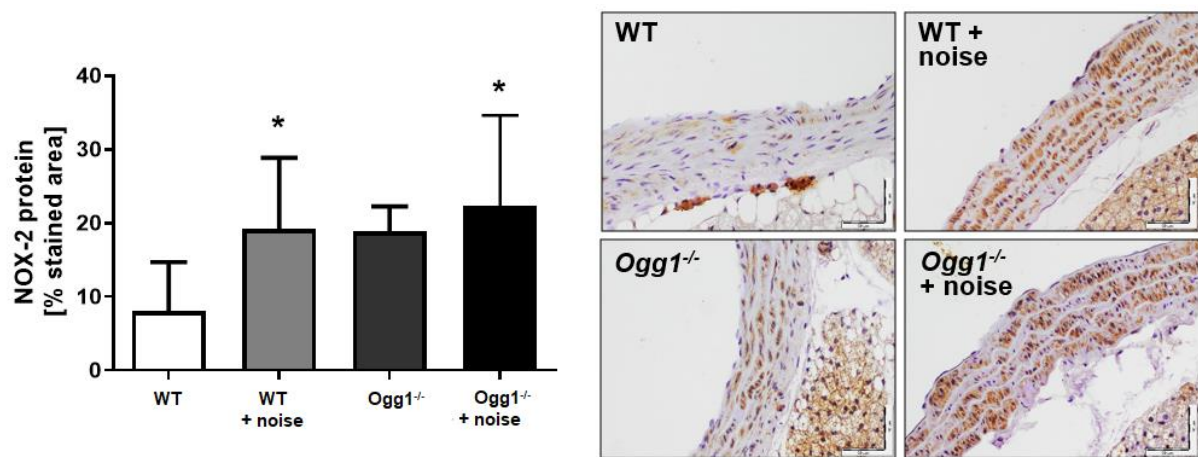 NOX-2 protein
[% stained area]
40
30
20
10
0
*
*
WT
WT
+ noise
Ogg1-/-
Ogg1-/-
+ noise
WT
WT +
noise
Ogg1-/-
Ogg1-/-
+ noise